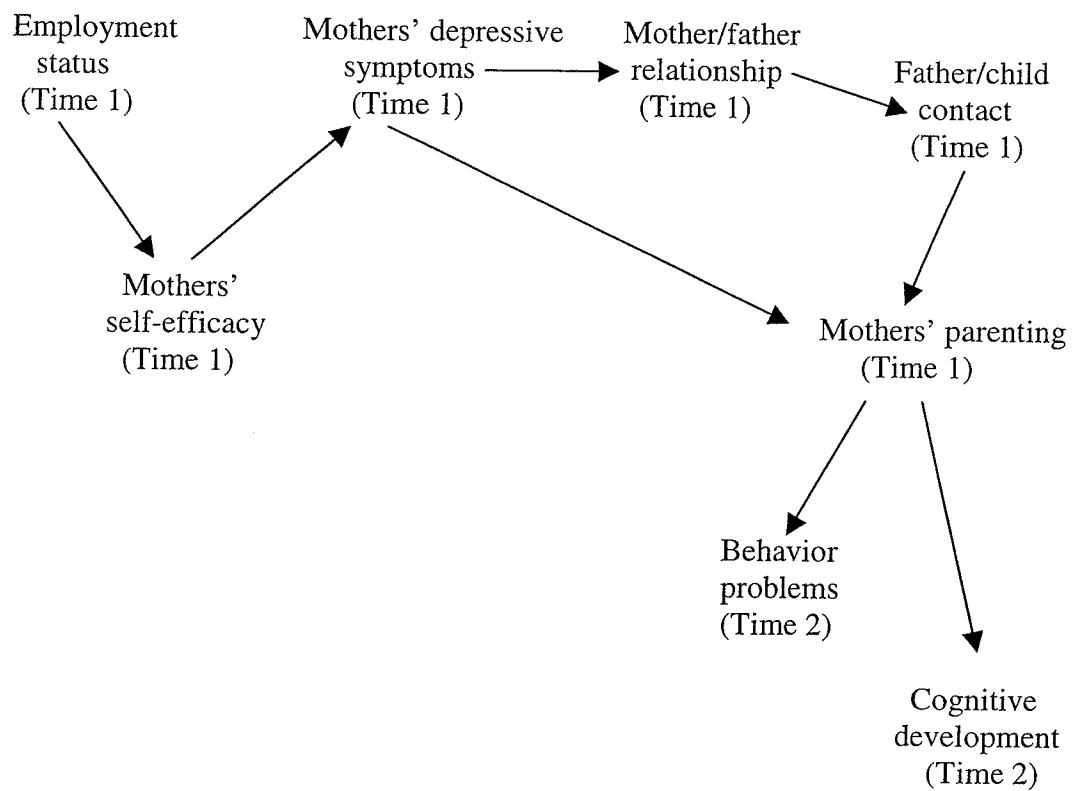 Employment
status
(Time 1)
Mothers' depressive
symptoms
(Time 1)
Mother/father
relationship
(Time 1)
Father/child
contact
(Time 1)
Mothers'
self-efficacy
(Time 1)
Mothers' parenting
(Time 1)
Behavior
problems
(Time 2)
Cognitive
development
(Time 2)